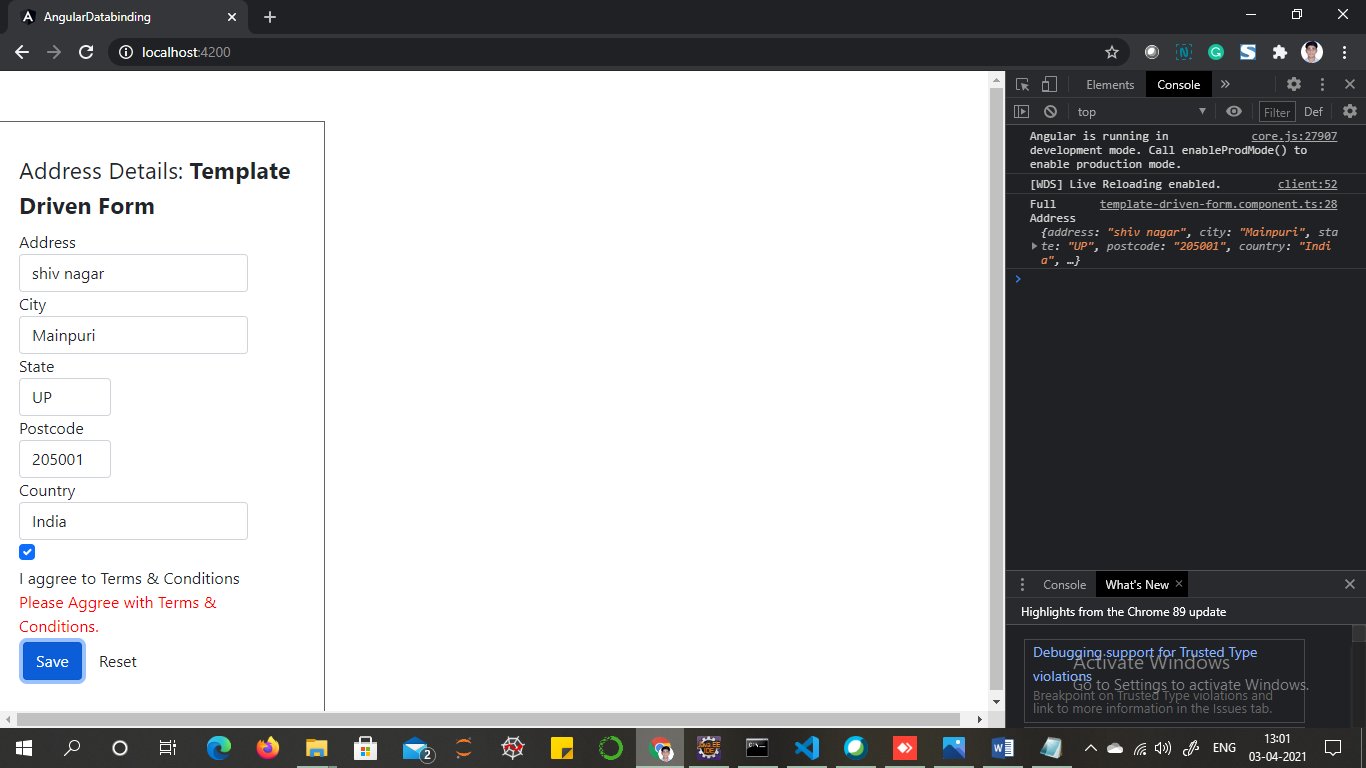 AngularDatabinding
localhost:4200
Elements
Console
top
Filter
Def
Address Details: Template
Driven Form
Address
shiv nagar
City
Mainpuri
State
UP
Postcode
205001
Country
India
I aggree to Terms & Conditions
Please Aggree with Terms &
Conditions.
Save Reset
Angular is running in core.js:27907
development mode. Call enableProdMode() to
enable production mode.
[WDS] Live Reloading enabled. client:52
Full template-driven-form.component.ts:28
Address
{address: "shiv nagar", city: "Mainpuri", sta
te: "UP", postcode: "205001", country: "Indi
a", …}
Console What's New
Highlights from the Chrome 89 update
Debugging support for Trusted Type
violations
Breakpoint on Trusted Type violations and
link to more information in the Issues tab.
Activate Windows
Go to Settings to activate Windows.
2
ENG
13:01
03-04-2021